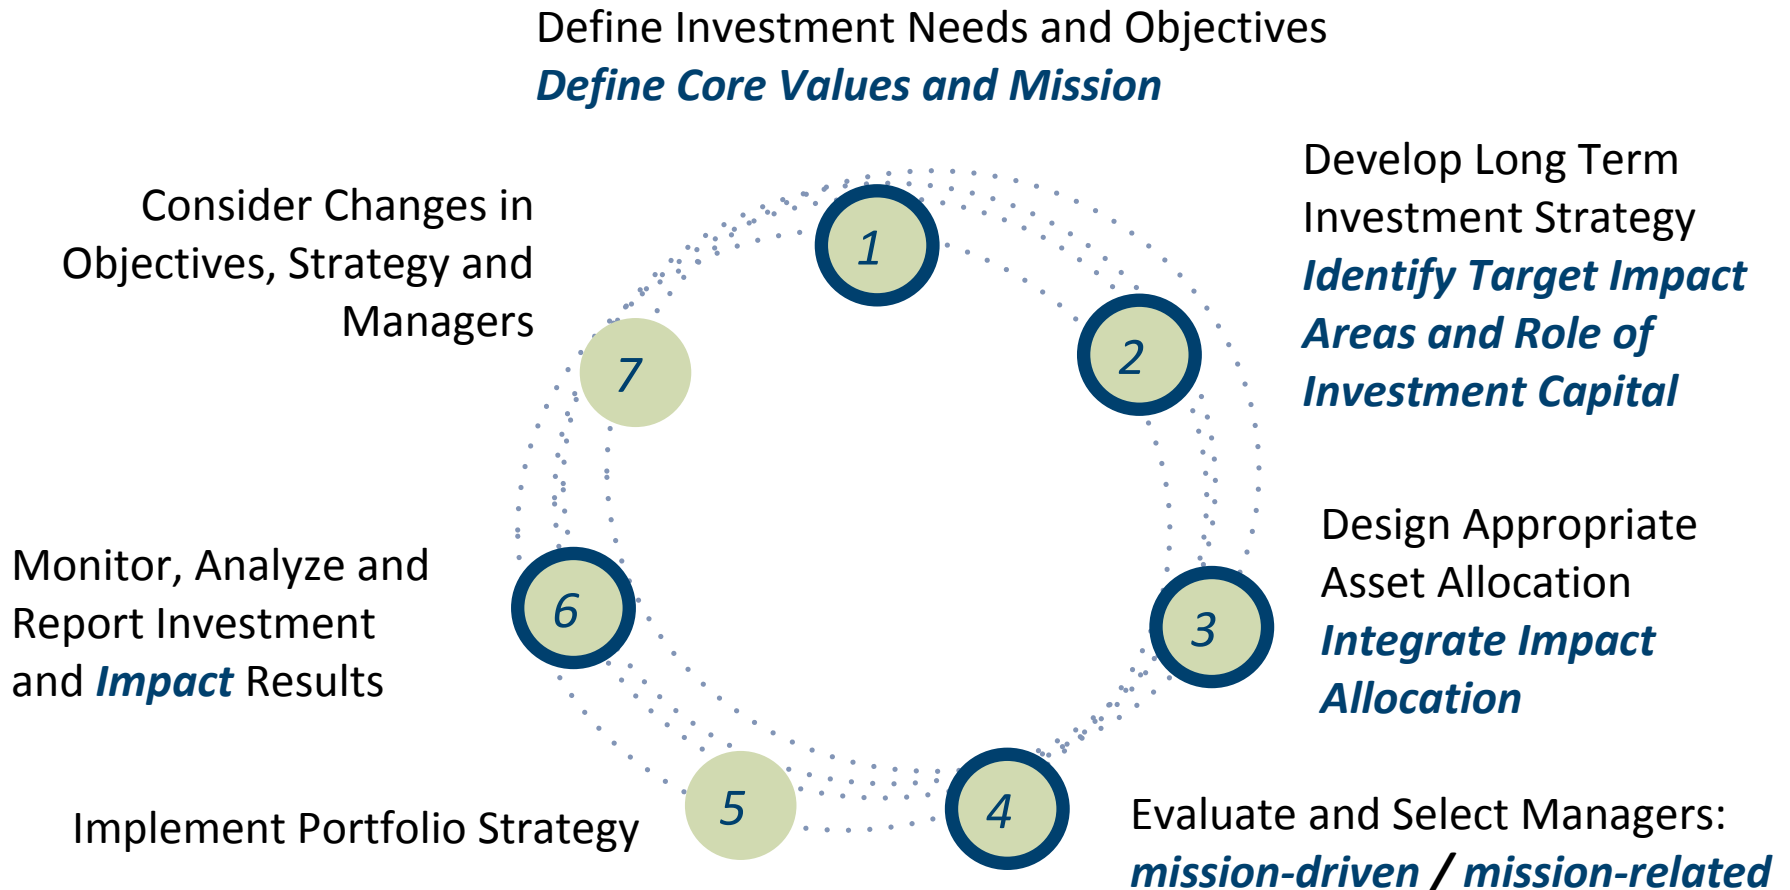 Define Investment Needs and Objectives
Define Core Values and Mission
1
Develop Long Term
Investment Strategy
Identify Target Impact
Areas and Role of
Investment Capital
2
Design Appropriate
Asset Allocation
Integrate Impact
Allocation
3
Evaluate and Select Managers:
mission-driven / mission-related
4
Implement Portfolio Strategy
5
Monitor, Analyze and
Report Investment
and Impact Results
6
Consider Changes in
Objectives, Strategy and
Managers
7